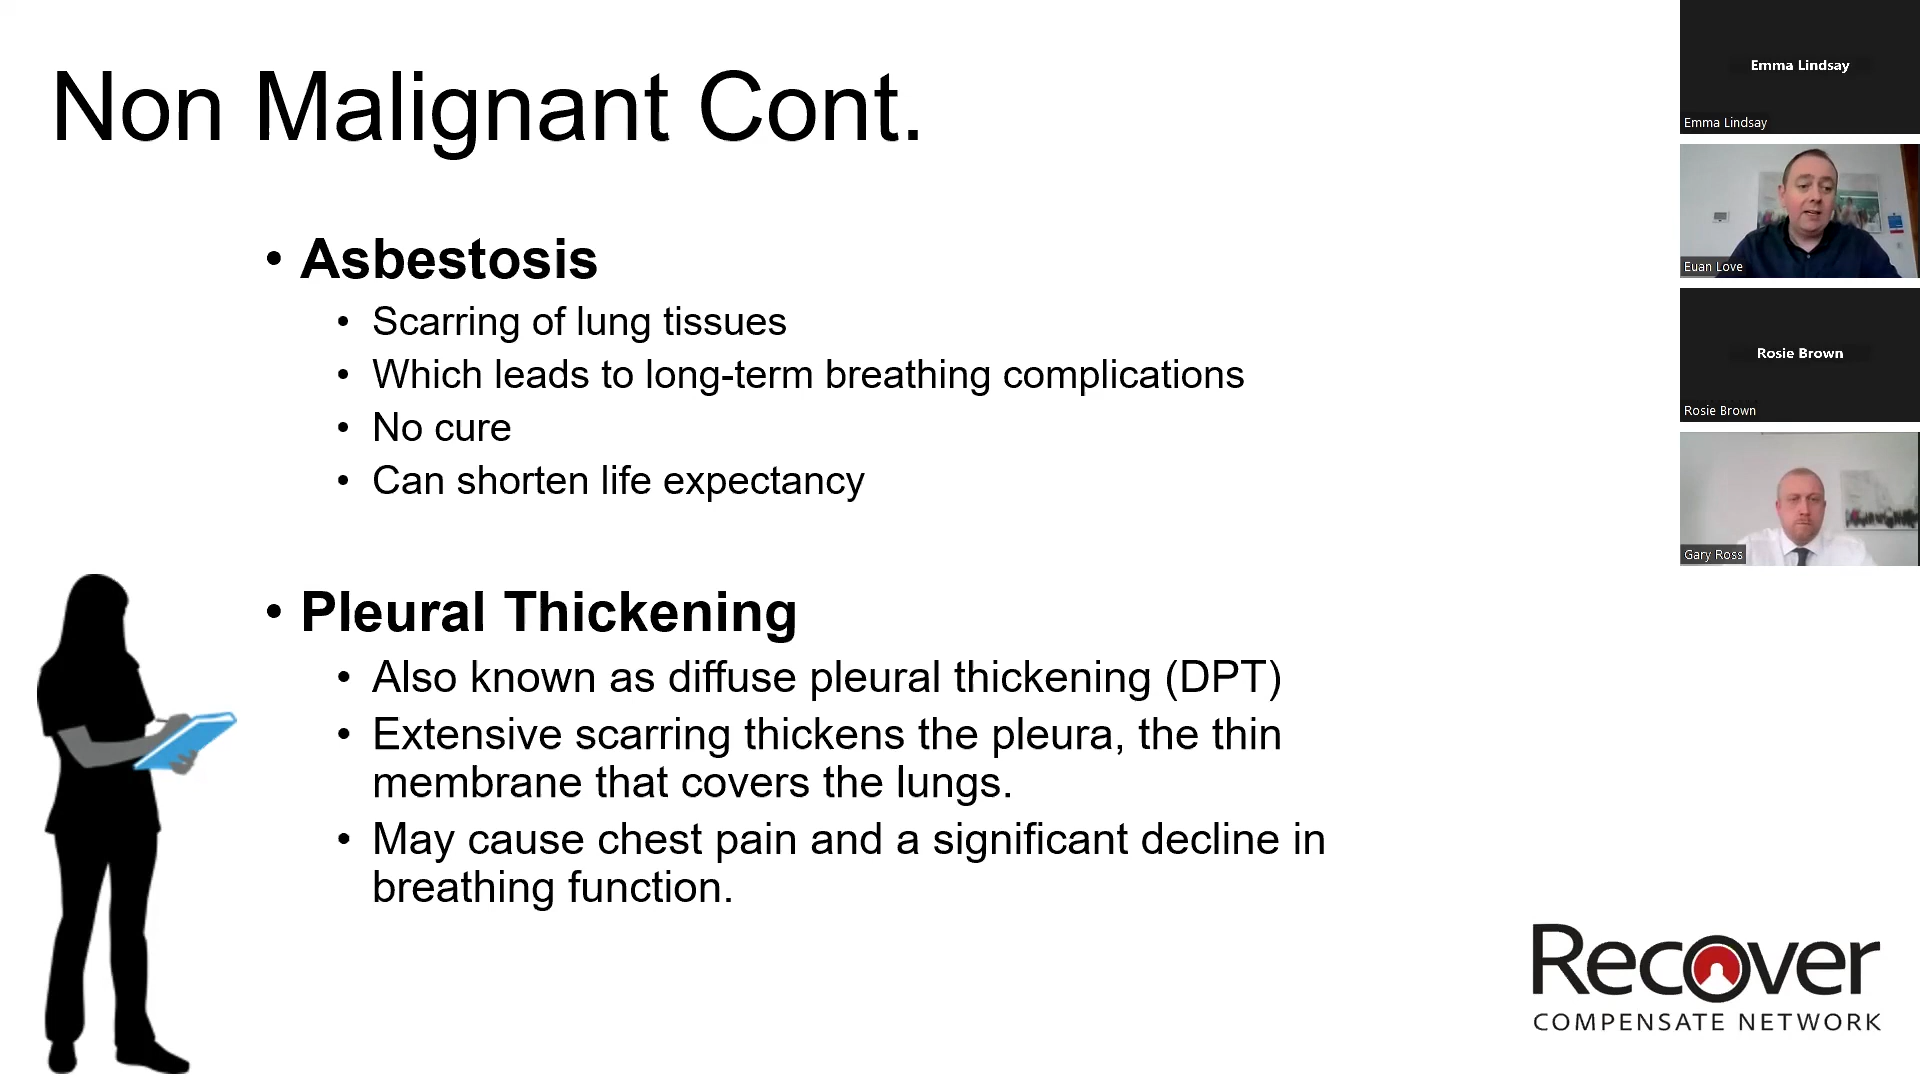 Non Malignant Cont.
• Asbestosis
• Scarring of lung tissues
• Which leads to long-term breathing complications
• No cure
• Can shorten life expectancy
• Pleural Thickening
• Also known as diffuse pleural thickening (DPT)
• Extensive scarring thickens the pleura, the thin
membrane that covers the lungs.
• May cause chest pain and a significant decline in
breathing function.
Recover
COMPENSATE NETWORK
Emma Lindsay
Emma Lindsay
Euan Love
Rosie Brown
Rosie Brown
Gary Ross